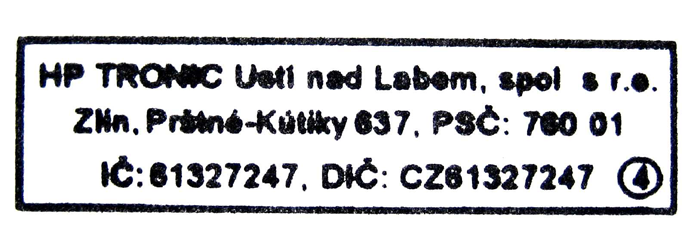 HP TRONIC Ústí nad Labem, spol s r.o.
Zlín, Prštné-Kútiky 637, PSČ: 760 01
IČ: 61327247, DIČ: CZ61327247 4